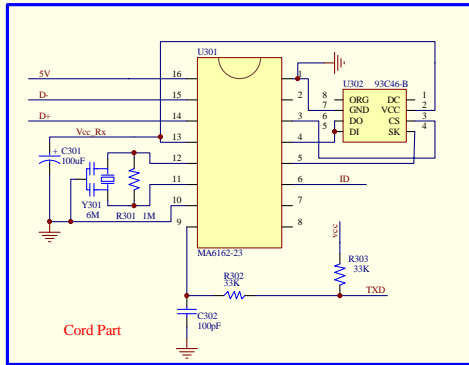 U301
5V 16 1
D- 15 2
D+ 14 3
Vcc_Rx 13 4
12 5
11 6 ID
10 7
9 8
MA6162-23
U302 93C46-B
8 ORG DC 1
7 GND VCC 2
6 DO CS 3
5 DI SK 4
+ C301
100uF
Y301
6M
R301 1M
vcc
R303
33K
R302
33K
TXD
C302
100pF
Cord Part